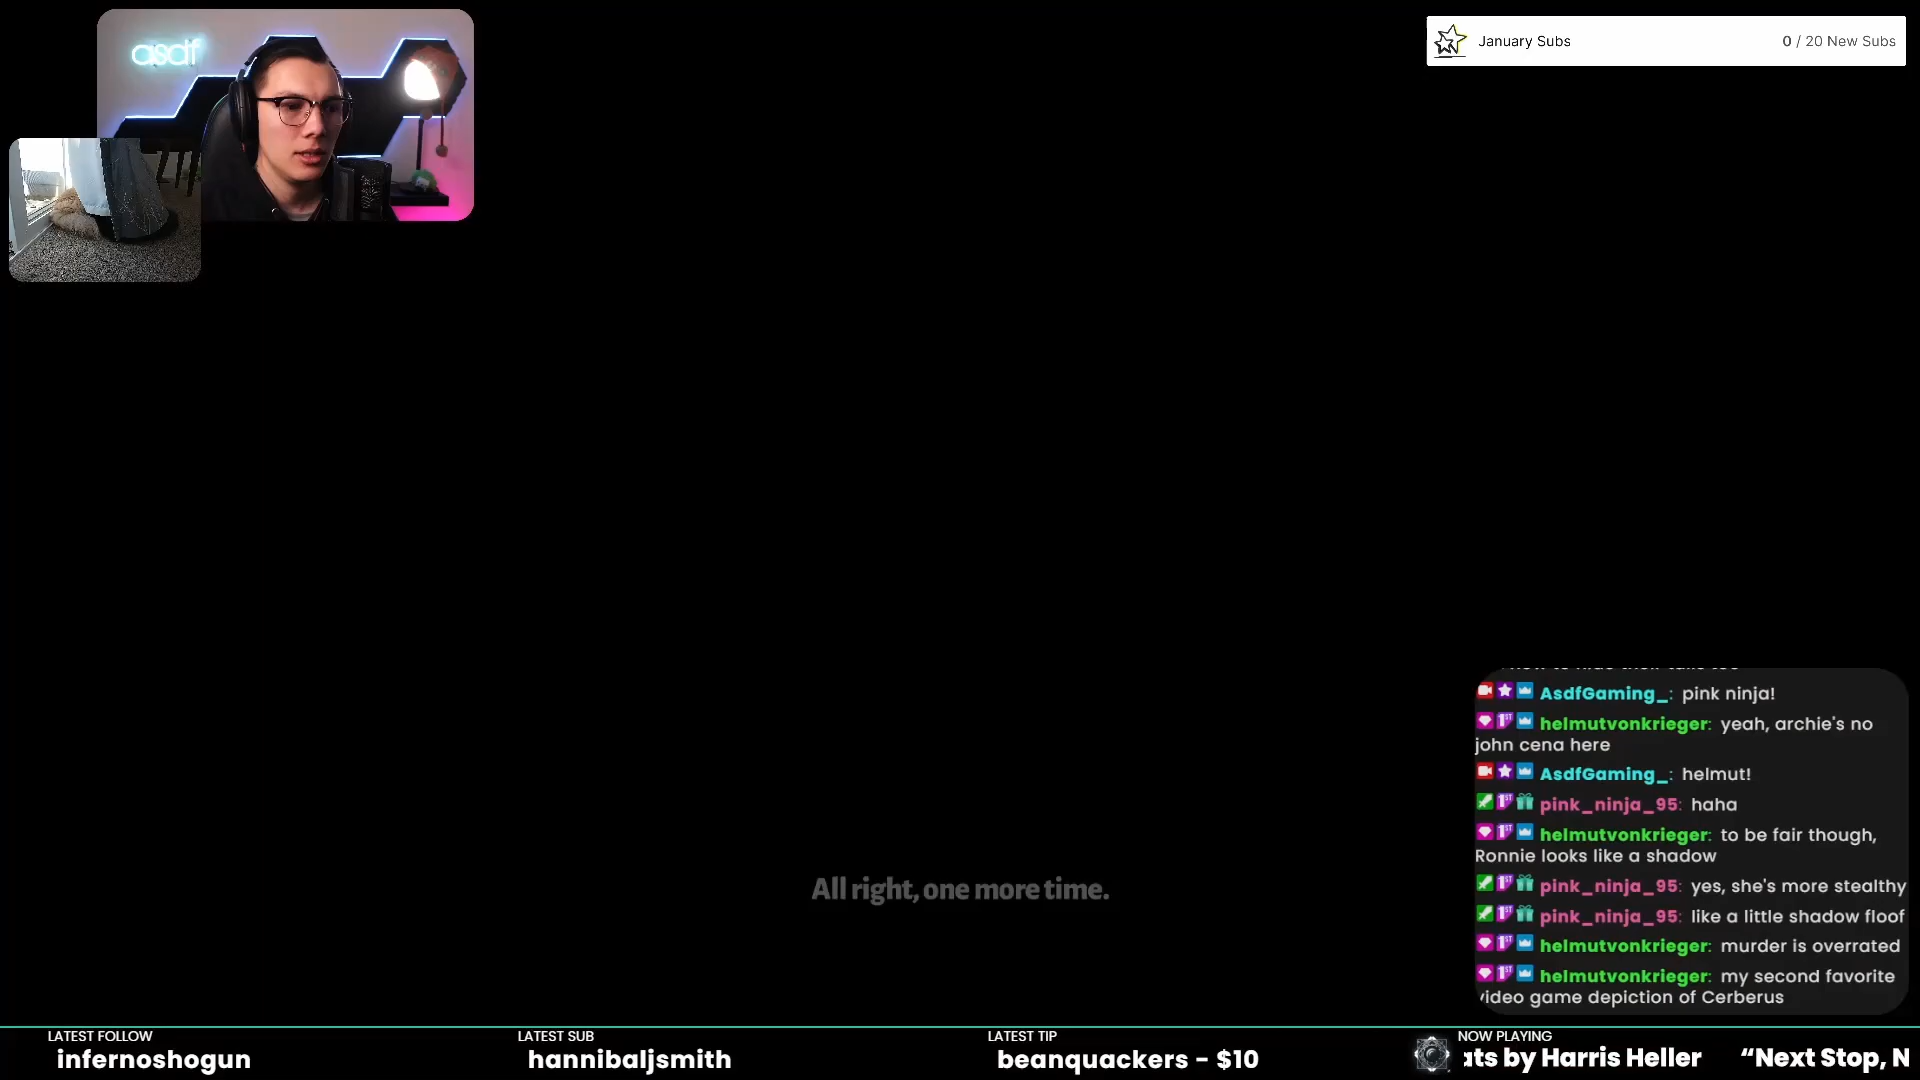 asdf
January Subs
0 / 20 New Subs
AsdfGaming_: pink ninja!
helmutvonkrieger: yeah, archie's no
john cena here
AsdfGaming_: helmut!
pink_ninja_95: haha
helmutvonkrieger: to be fair though,
Ronnie looks like a shadow
pink_ninja_95: yes, she's more stealthy
pink_ninja_95: like a little shadow floof
helmutvonkrieger: murder is overrated
helmutvonkrieger: my second favorite
video game depiction of Cerberus
All right, one more time.
LATEST FOLLOW
infernoshogun
LATEST SUB
hannibaljsmith
LATEST TIP
beanquackers - $10
NOW PLAYING
ats by Harris Heller “Next Stop, N